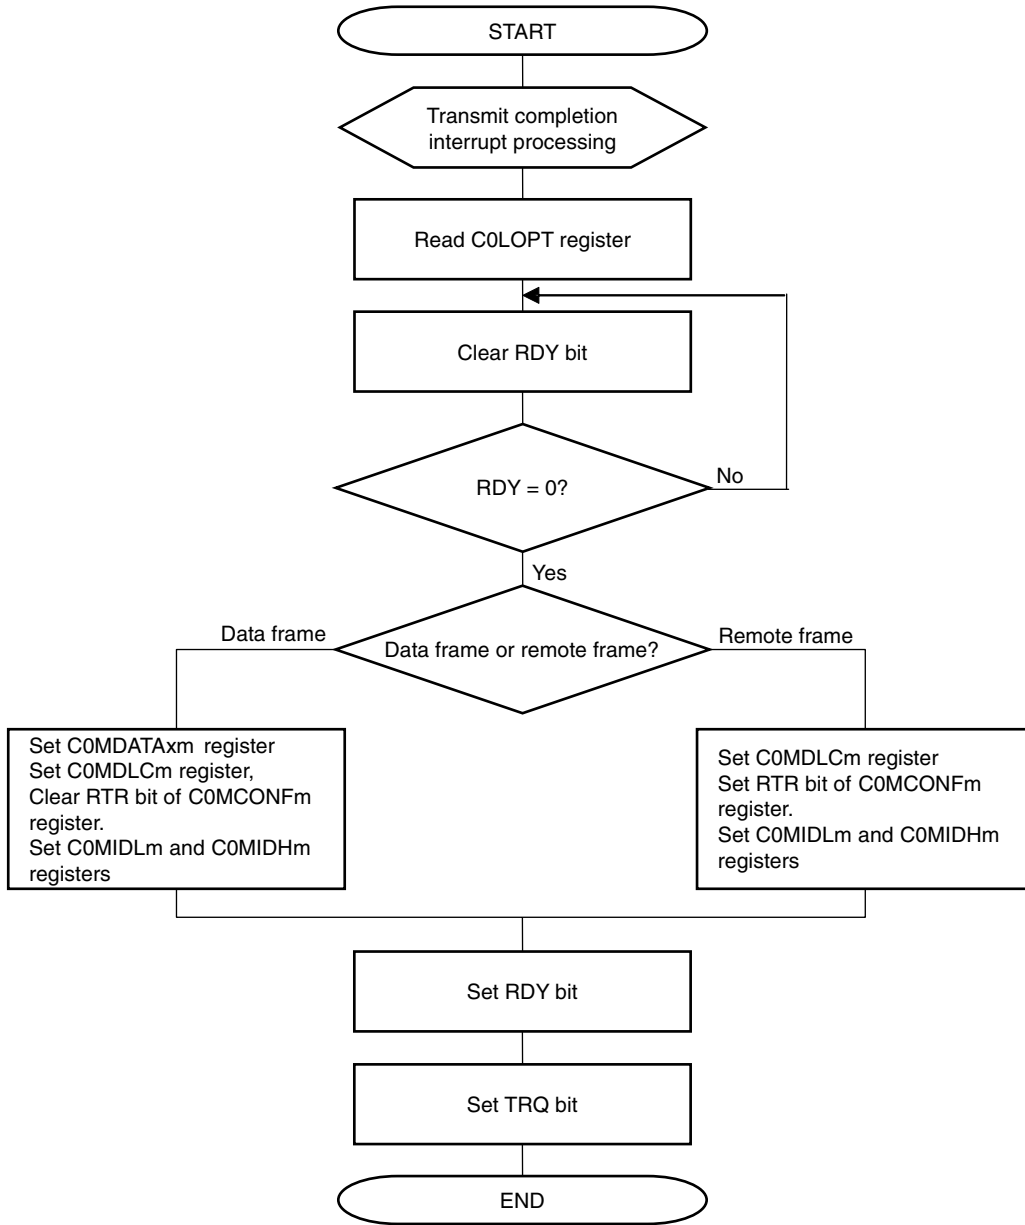 START
Transmit completion
interrupt processing
Read C0LOPT register
Clear RDY bit
RDY = 0?
No
Yes
Data frame
Data frame or remote frame?
Remote frame
Set C0MDATAxm register
Set C0MDLCm register,
Clear RTR bit of C0MCONFm
register.
Set C0MIDLm and C0MIDHm
registers
Set C0MDLCm register
Set RTR bit of C0MCONFm
register.
Set C0MIDLm and C0MIDHm
registers
Set RDY bit
Set TRQ bit
END